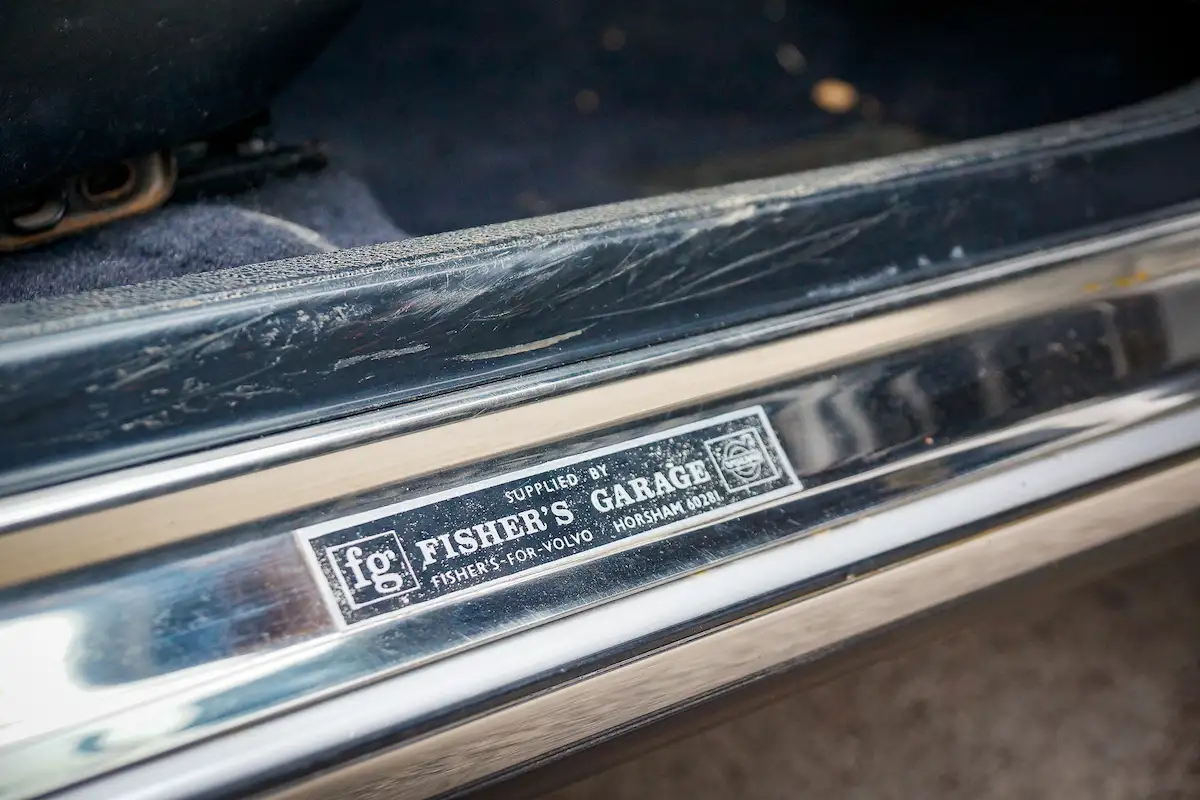 SUPPLIED BY
fg FISHER'S GARAGE
FISHER'S-FOR-VOLVO HORSHAM 60281